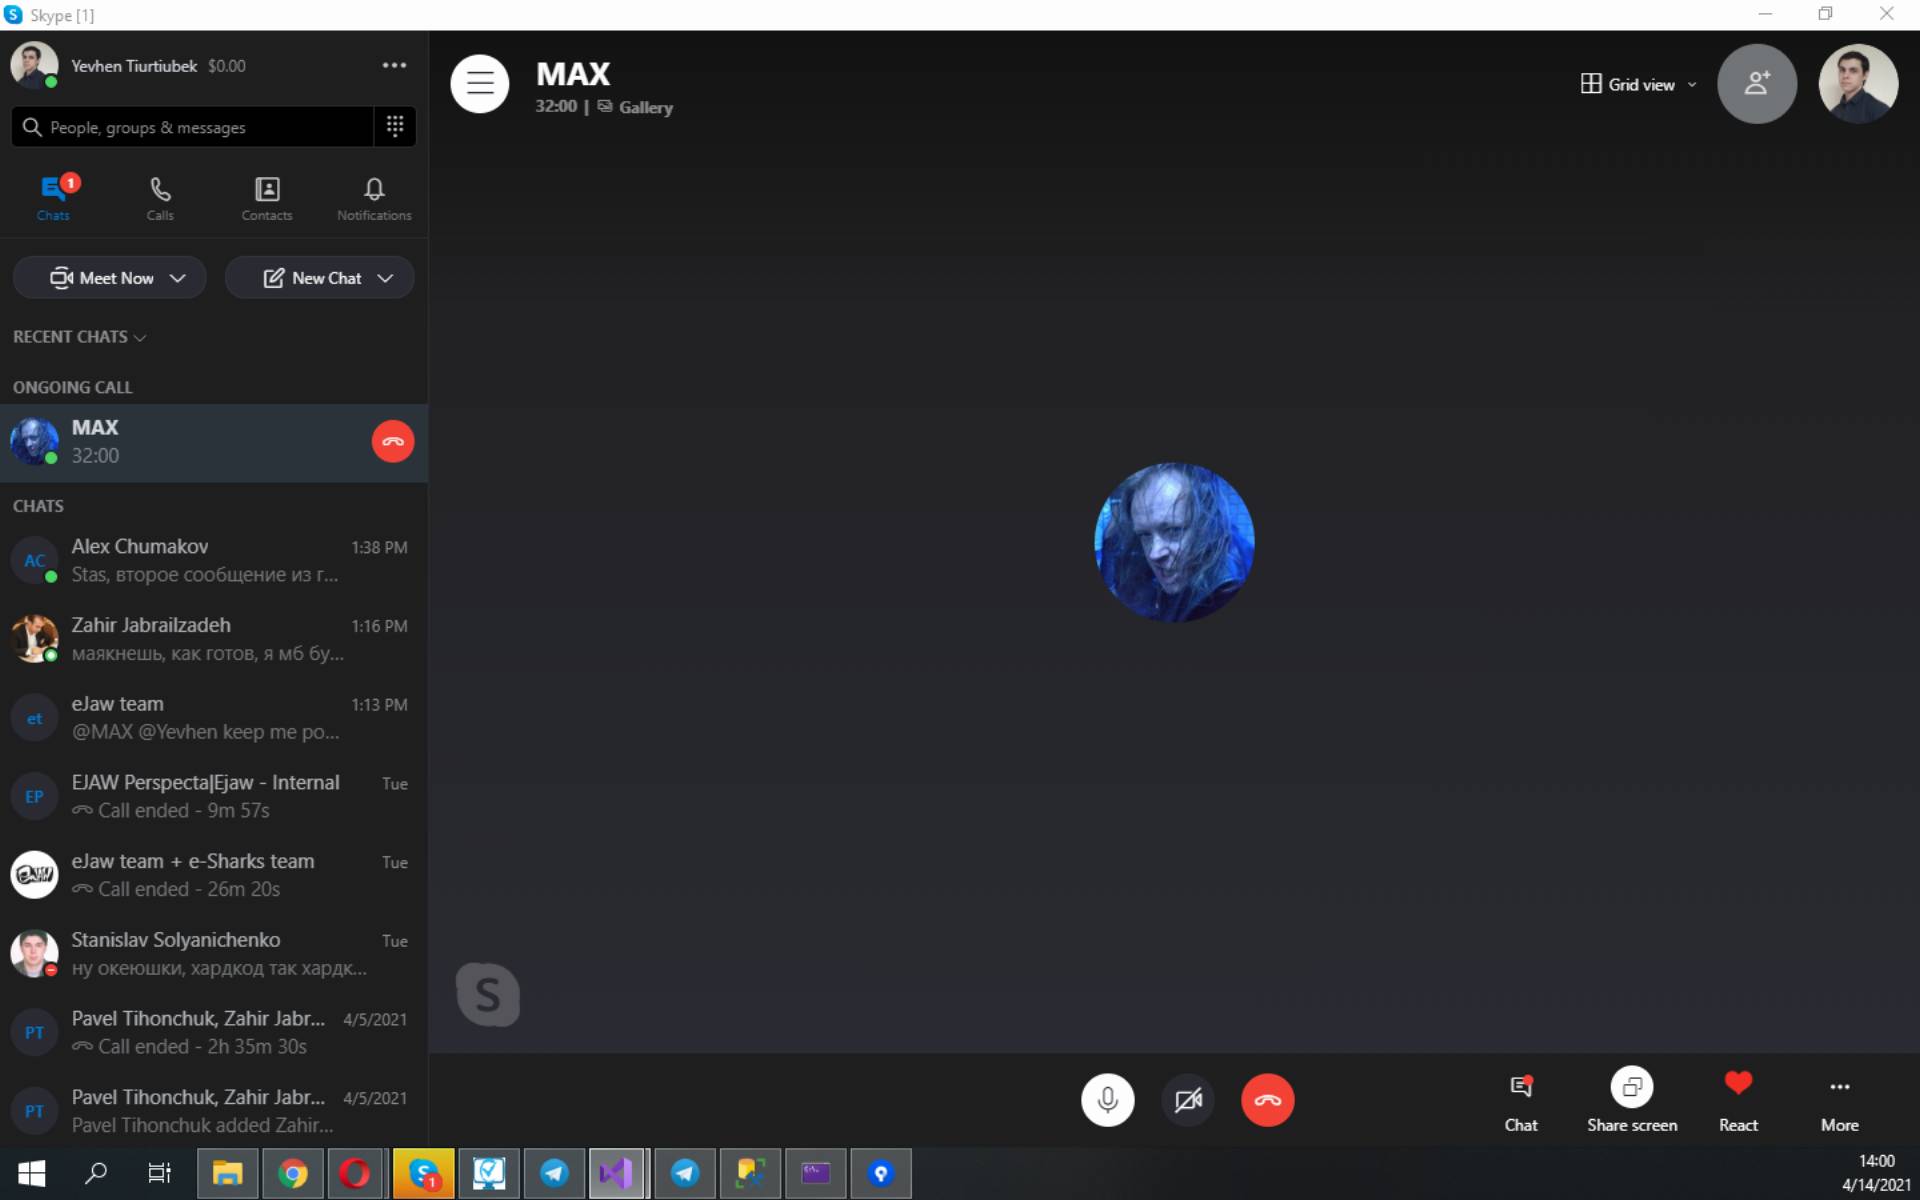 Skype [1]
Yevhen Tiurtiubek $0.00
People, groups & messages
1
Chats
Calls
Contacts
Notifications
Meet Now
New Chat
RECENT CHATS
ONGOING CALL
MAX
32:00
CHATS
AC
Alex Chumakov 1:38 PM
Stas, второе сообщение из г...
Zahir Jabrailzadeh 1:16 PM
маякнешь, как готов, я мб бу...
et
eJaw team 1:13 PM
@MAX @Yevhen keep me po...
EP
EJAW Perspecta|Ejaw - Internal Tue
Call ended - 9m 57s
eJaw team + e-Sharks team Tue
Call ended - 26m 20s
Stanislav Solyanichenko Tue
ну океюшки, хардкод так хардк...
PT
Pavel Tihonchuk, Zahir Jabr... 4/5/2021
Call ended - 2h 35m 30s
PT
Pavel Tihonchuk, Zahir Jabr... 4/5/2021
Pavel Tihonchuk added Zahir...
MAX
32:00 | Gallery
Grid view
Chat
Share screen
React
More
1
14:00
4/14/2021